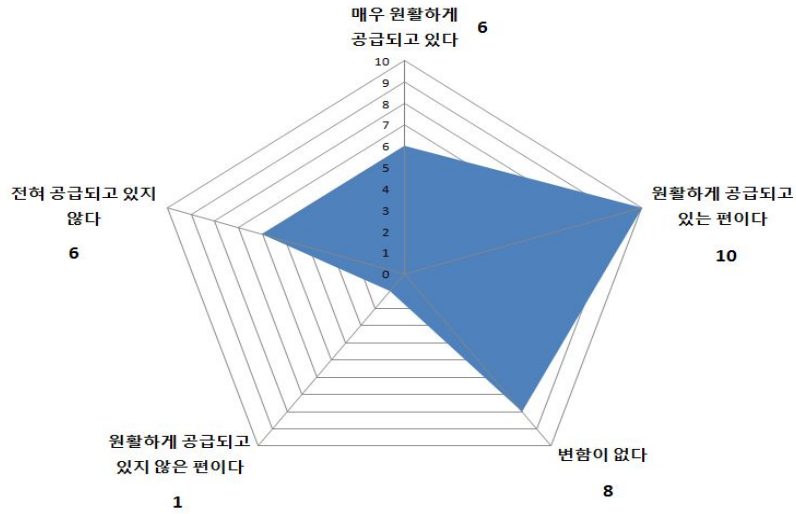 매우 원활하게
공급되고 있다
6
10
9
8
7
6
5
4
3
2
1
0
원활하게 공급되고
있는 편이다
10
변함이 없다
8
원활하게 공급되고
있지 않은 편이다
1
전혀 공급되고 있지
않다
6